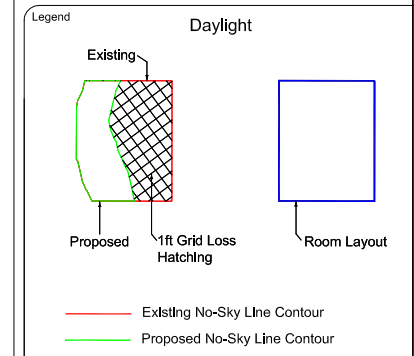 Legend
Daylight
Existing
Proposed
1ft Grid Loss
Hatching
Room Layout
Existing No-Sky Line Contour
Proposed No-Sky Line Contour